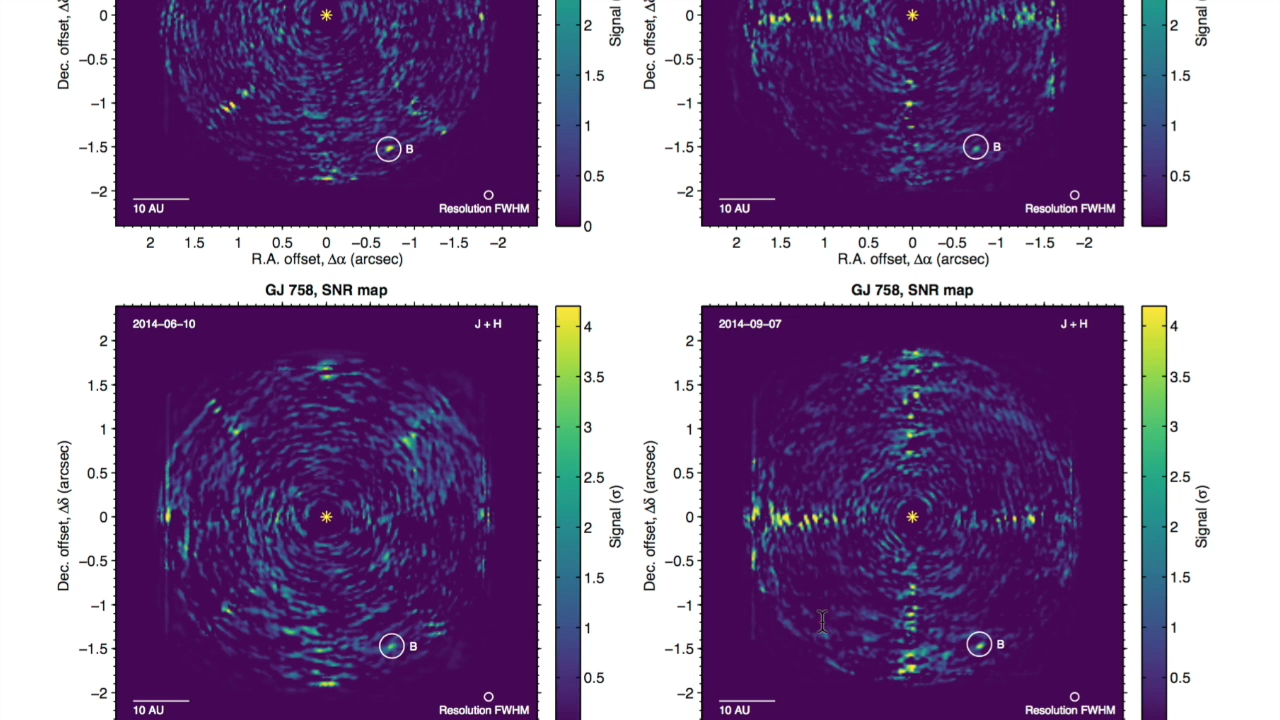 0
−0.5
−1
−1.5
−2
Dec. offset, Δδ
B
10 AU
Resolution FWHM
2 1.5 1 0.5 0 −0.5 −1 −1.5 −2
R.A. offset, Δα (arcsec)
2
1.5
1
0.5
0
Signal (σ)
0
−0.5
−1
−1.5
−2
Dec. offset, Δδ
B
10 AU
Resolution FWHM
2 1.5 1 0.5 0 −0.5 −1 −1.5 −2
R.A. offset, Δα (arcsec)
2
1.5
1
0.5
Signal (σ)
GJ 758, SNR map
2014−06−10
J + H
2
1.5
1
0.5
0
−0.5
−1
−1.5
−2
Dec. offset, Δδ (arcsec)
B
10 AU
Resolution FWHM
4
3.5
3
2.5
2
1.5
1
0.5
Signal (σ)
GJ 758, SNR map
2014−09−07
J + H
2
1.5
1
0.5
0
−0.5
−1
−1.5
−2
Dec. offset, Δδ (arcsec)
B
10 AU
Resolution FWHM
4
3.5
3
2.5
2
1.5
1
0.5
Signal (σ)